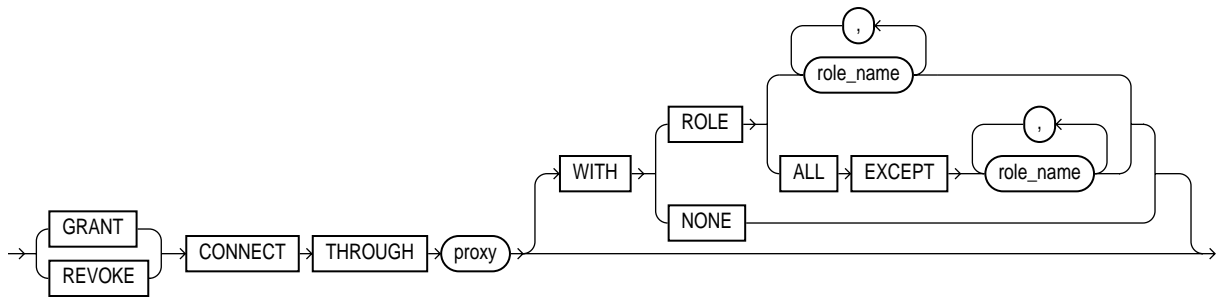 ,
role_name
ROLE
,
WITH
ALL EXCEPT role_name
GRANT
NONE
CONNECT THROUGH proxy
REVOKE